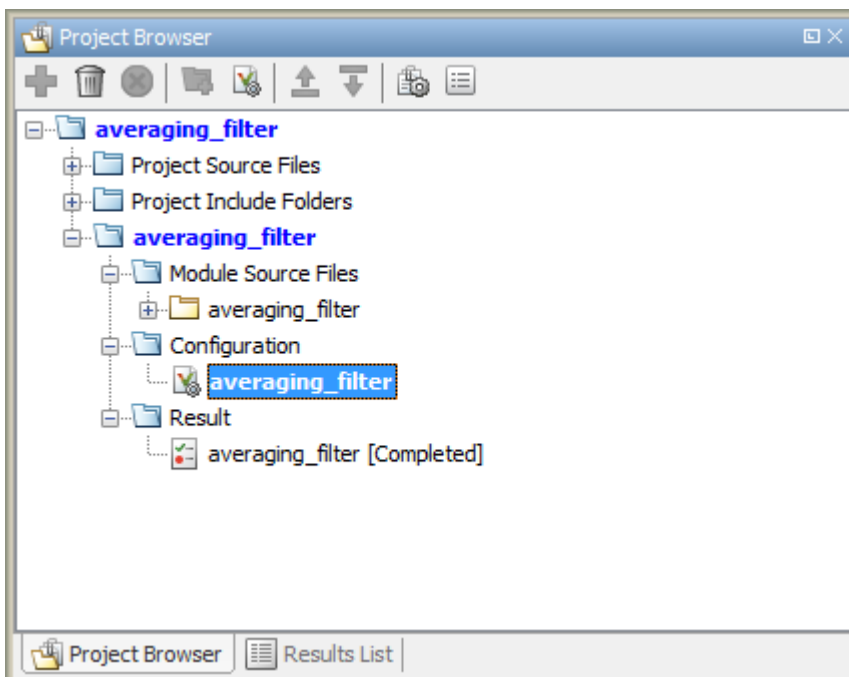 Project Browser
averaging_filter
Project Source Files
Project Include Folders
averaging_filter
Module Source Files
averaging_filter
Configuration
averaging_filter
Result
averaging_filter [Completed]
Project Browser Results List